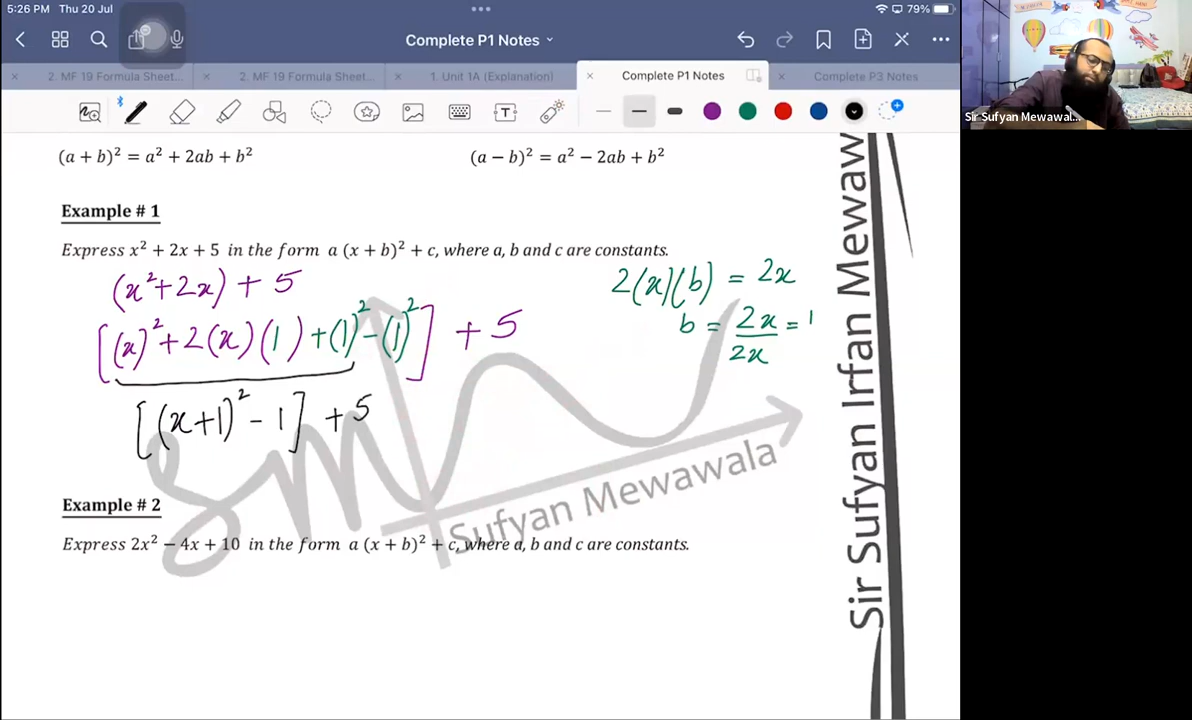 5:26 PM Thu 20 Jul
79%
Complete P1 Notes
2. MF 19 Formula Sheet...
2. MF 19 Formula Sheet...
1. Unit 1A (Explanation)
Complete P1 Notes
Complete P3 Notes
Sir Sufyan Mewawal...
(a + b)² = a² + 2ab + b²
(a − b)² = a² − 2ab + b²
Example # 1
Express x² + 2x + 5 in the form a (x + b)² + c, where a, b and c are constants.
(x²+2x) + 5
2(x)(b) = 2x
[(x)²+2(x)(1)+(1)²-(1)²] + 5
b = 2x/2x = 1
[(x+1)² - 1] + 5
Example # 2
Express 2x² − 4x + 10 in the form a (x + b)² + c, where a, b and c are constants.
sm
Sufyan Mewawala
Sir Sufyan Irfan Mewaw